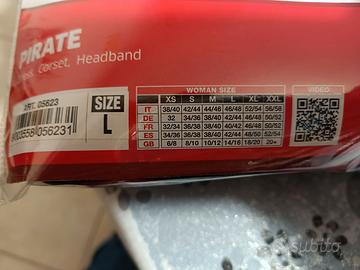 PIRATE
Corset, Headband
ART. 05623
SIZE
L
WOMAN SIZE
XS S M L XL XXL
IT 38/40 42/44 44/46 46/48 52/54 56/58
DE 32 34/36 38/40 40/42 46/48 50/52
FR 32/34 36/38 38/40 42/44 48/50 52/54
ES 34/36 36/38 38/40 40/42 48/50 52/54
GB 6/8 8/10 10/12 14/16 18/20 20+
VIDEO
subito